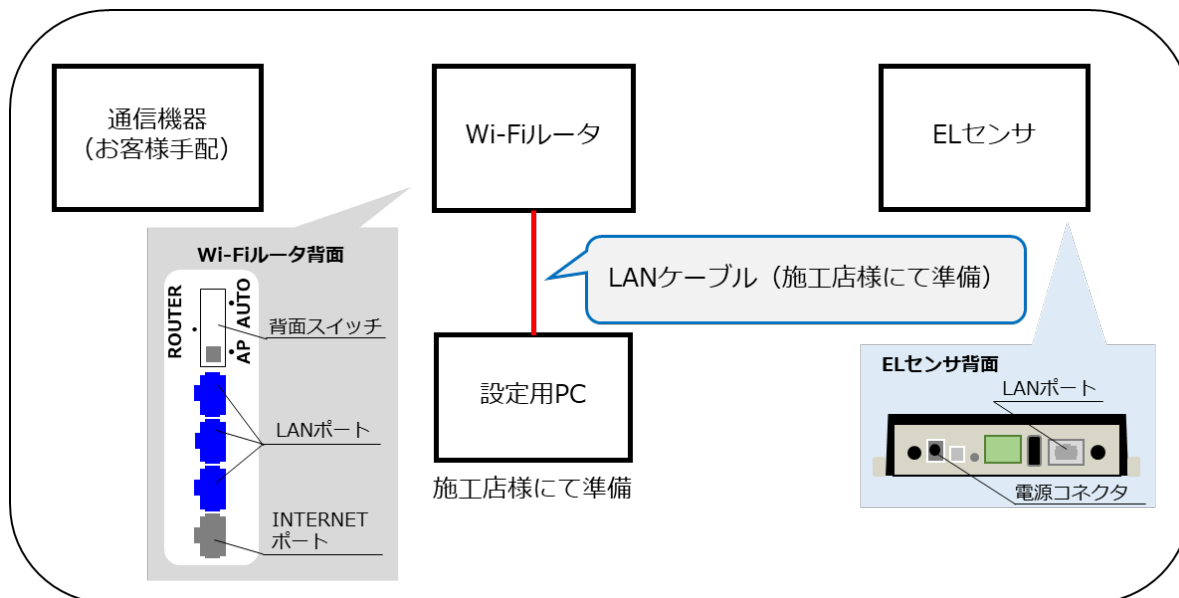 通信機器
（お客様手配）
Wi-Fiルータ
ELセンサ
LANケーブル（施工店様にて準備）
Wi-Fiルータ背面
ROUTER
AUTO
AP
背面スイッチ
LANポート
INTERNET
ポート
設定用PC
施工店様にて準備
ELセンサ背面
LANポート
電源コネクタ